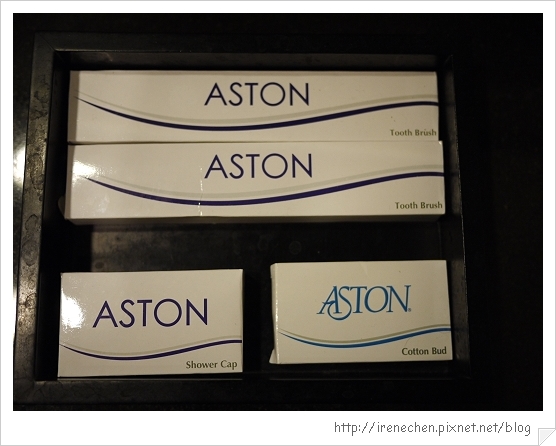 ASTON
Tooth Brush
ASTON
Tooth Brush
ASTON
Shower Cap
ASTON®
Cotton Bud
http://irenechen.pixnet.net/blog